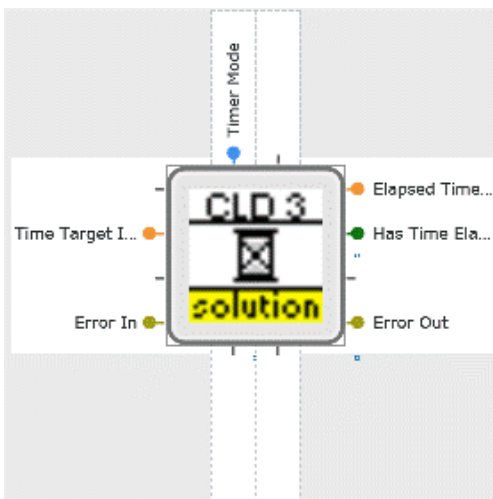 Timer Mode
CLD 3
solution
Time Target I...
Error In
Elapsed Time...
Has Time Ela...
Error Out